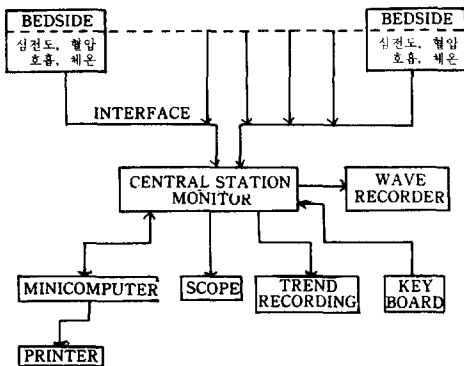 BEDSIDE
심전도, 혈압
호흡, 체온
BEDSIDE
심전도, 혈압
호흡, 체온
INTERFACE
CENTRAL STATION
MONITOR
WAVE
RECORDER
MINICOMPUTER
SCOPE
TREND
RECORDING
KEY
BOARD
PRINTER